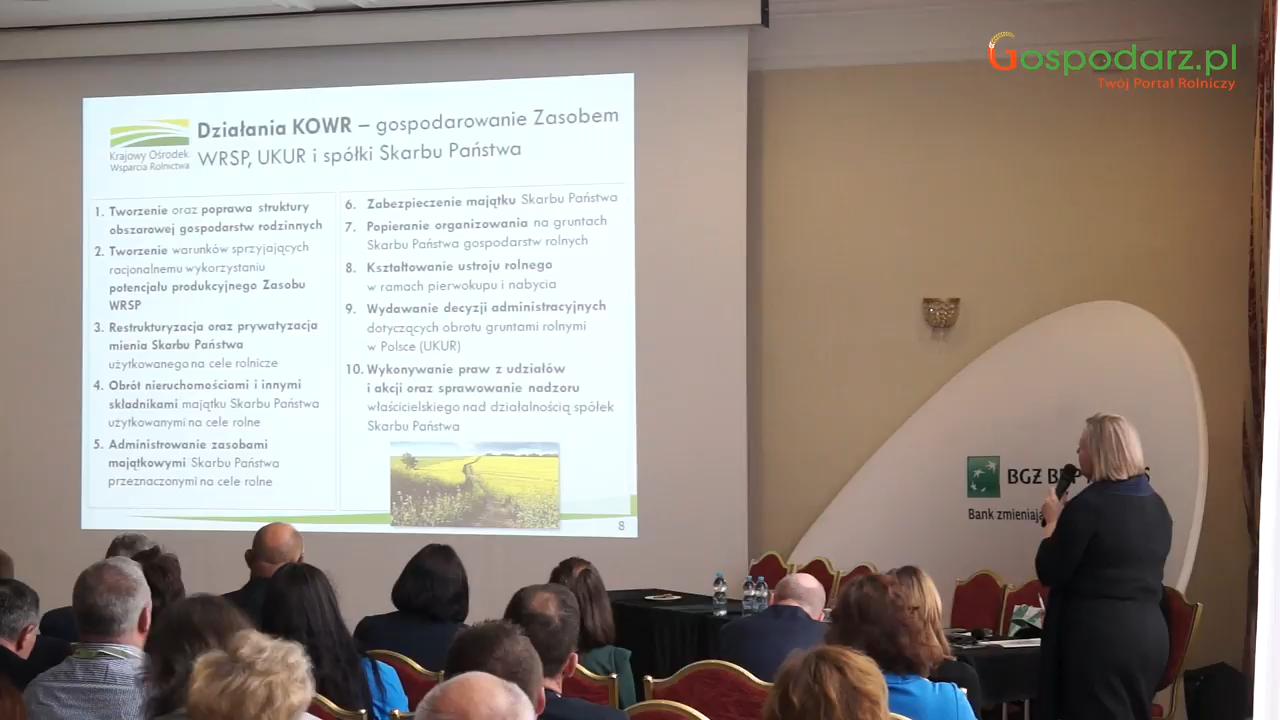 Gospodarz.pl
Twój Portal Rolniczy
Krajowy Ośrodek
Wsparcia Rolnictwa
Działania KOWR – gospodarowanie Zasobem
WRSP, UKUR i spółki Skarbu Państwa
1. Tworzenie oraz poprawa struktury
obszarowej gospodarstw rodzinnych
2. Tworzenie warunków sprzyjających
racjonalnemu wykorzystaniu
potencjału produkcyjnego Zasobu
WRSP
3. Restrukturyzacja oraz prywatyzacja
mienia Skarbu Państwa
użytkowanego na cele rolnicze
4. Obrót nieruchomościami i innymi
składnikami majątku Skarbu Państwa
użytkowanymi na cele rolne
5. Administrowanie zasobami
majątkowymi Skarbu Państwa
przeznaczonymi na cele rolne
6. Zabezpieczenie majątku Skarbu Państwa
7. Popieranie organizowania na gruntach
Skarbu Państwa gospodarstw rolnych
8. Kształtowanie ustroju rolnego
w ramach pierwokupu i nabycia
9. Wydawanie decyzji administracyjnych
dotyczących obrotu gruntami rolnymi
w Polsce (UKUR)
10. Wykonywanie praw z udziałów
i akcji oraz sprawowanie nadzoru
właścicielskiego nad działalnością spółek
Skarbu Państwa
8
BGŻ
Bank zmieniają